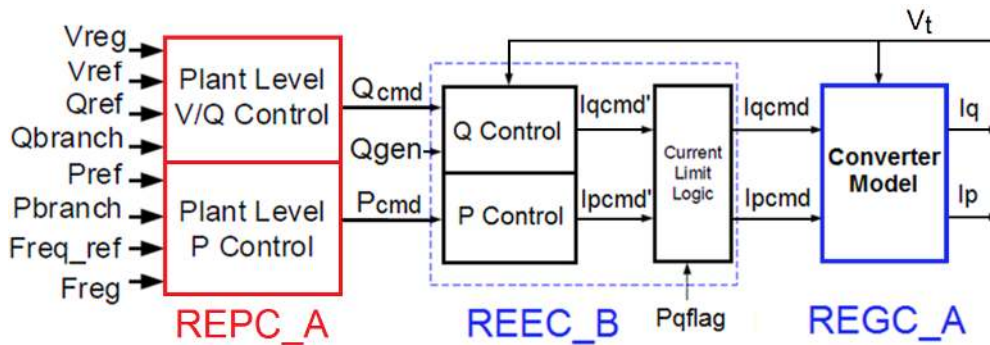 Vreg
Vref
Qref
Qbranch
Pref
Pbranch
Freq_ref
Freg
Plant Level
V/Q Control
Plant Level
P Control
REPC_A
Qcmd
Qgen
Pcmd
Q Control
P Control
REEC_B
Iqcmd'
Ipcmd'
Current
Limit
Logic
Pqflag
Iqcmd
Ipcmd
Vt
Converter
Model
REGC_A
Iq
Ip